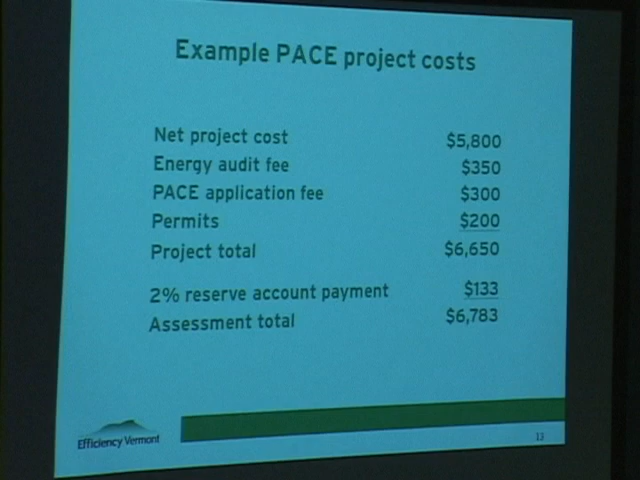 Example PACE project costs
Net project cost $5,800
Energy audit fee $350
PACE application fee $300
Permits $200
Project total $6,650
2% reserve account payment $133
Assessment total $6,783
Efficiency Vermont
13